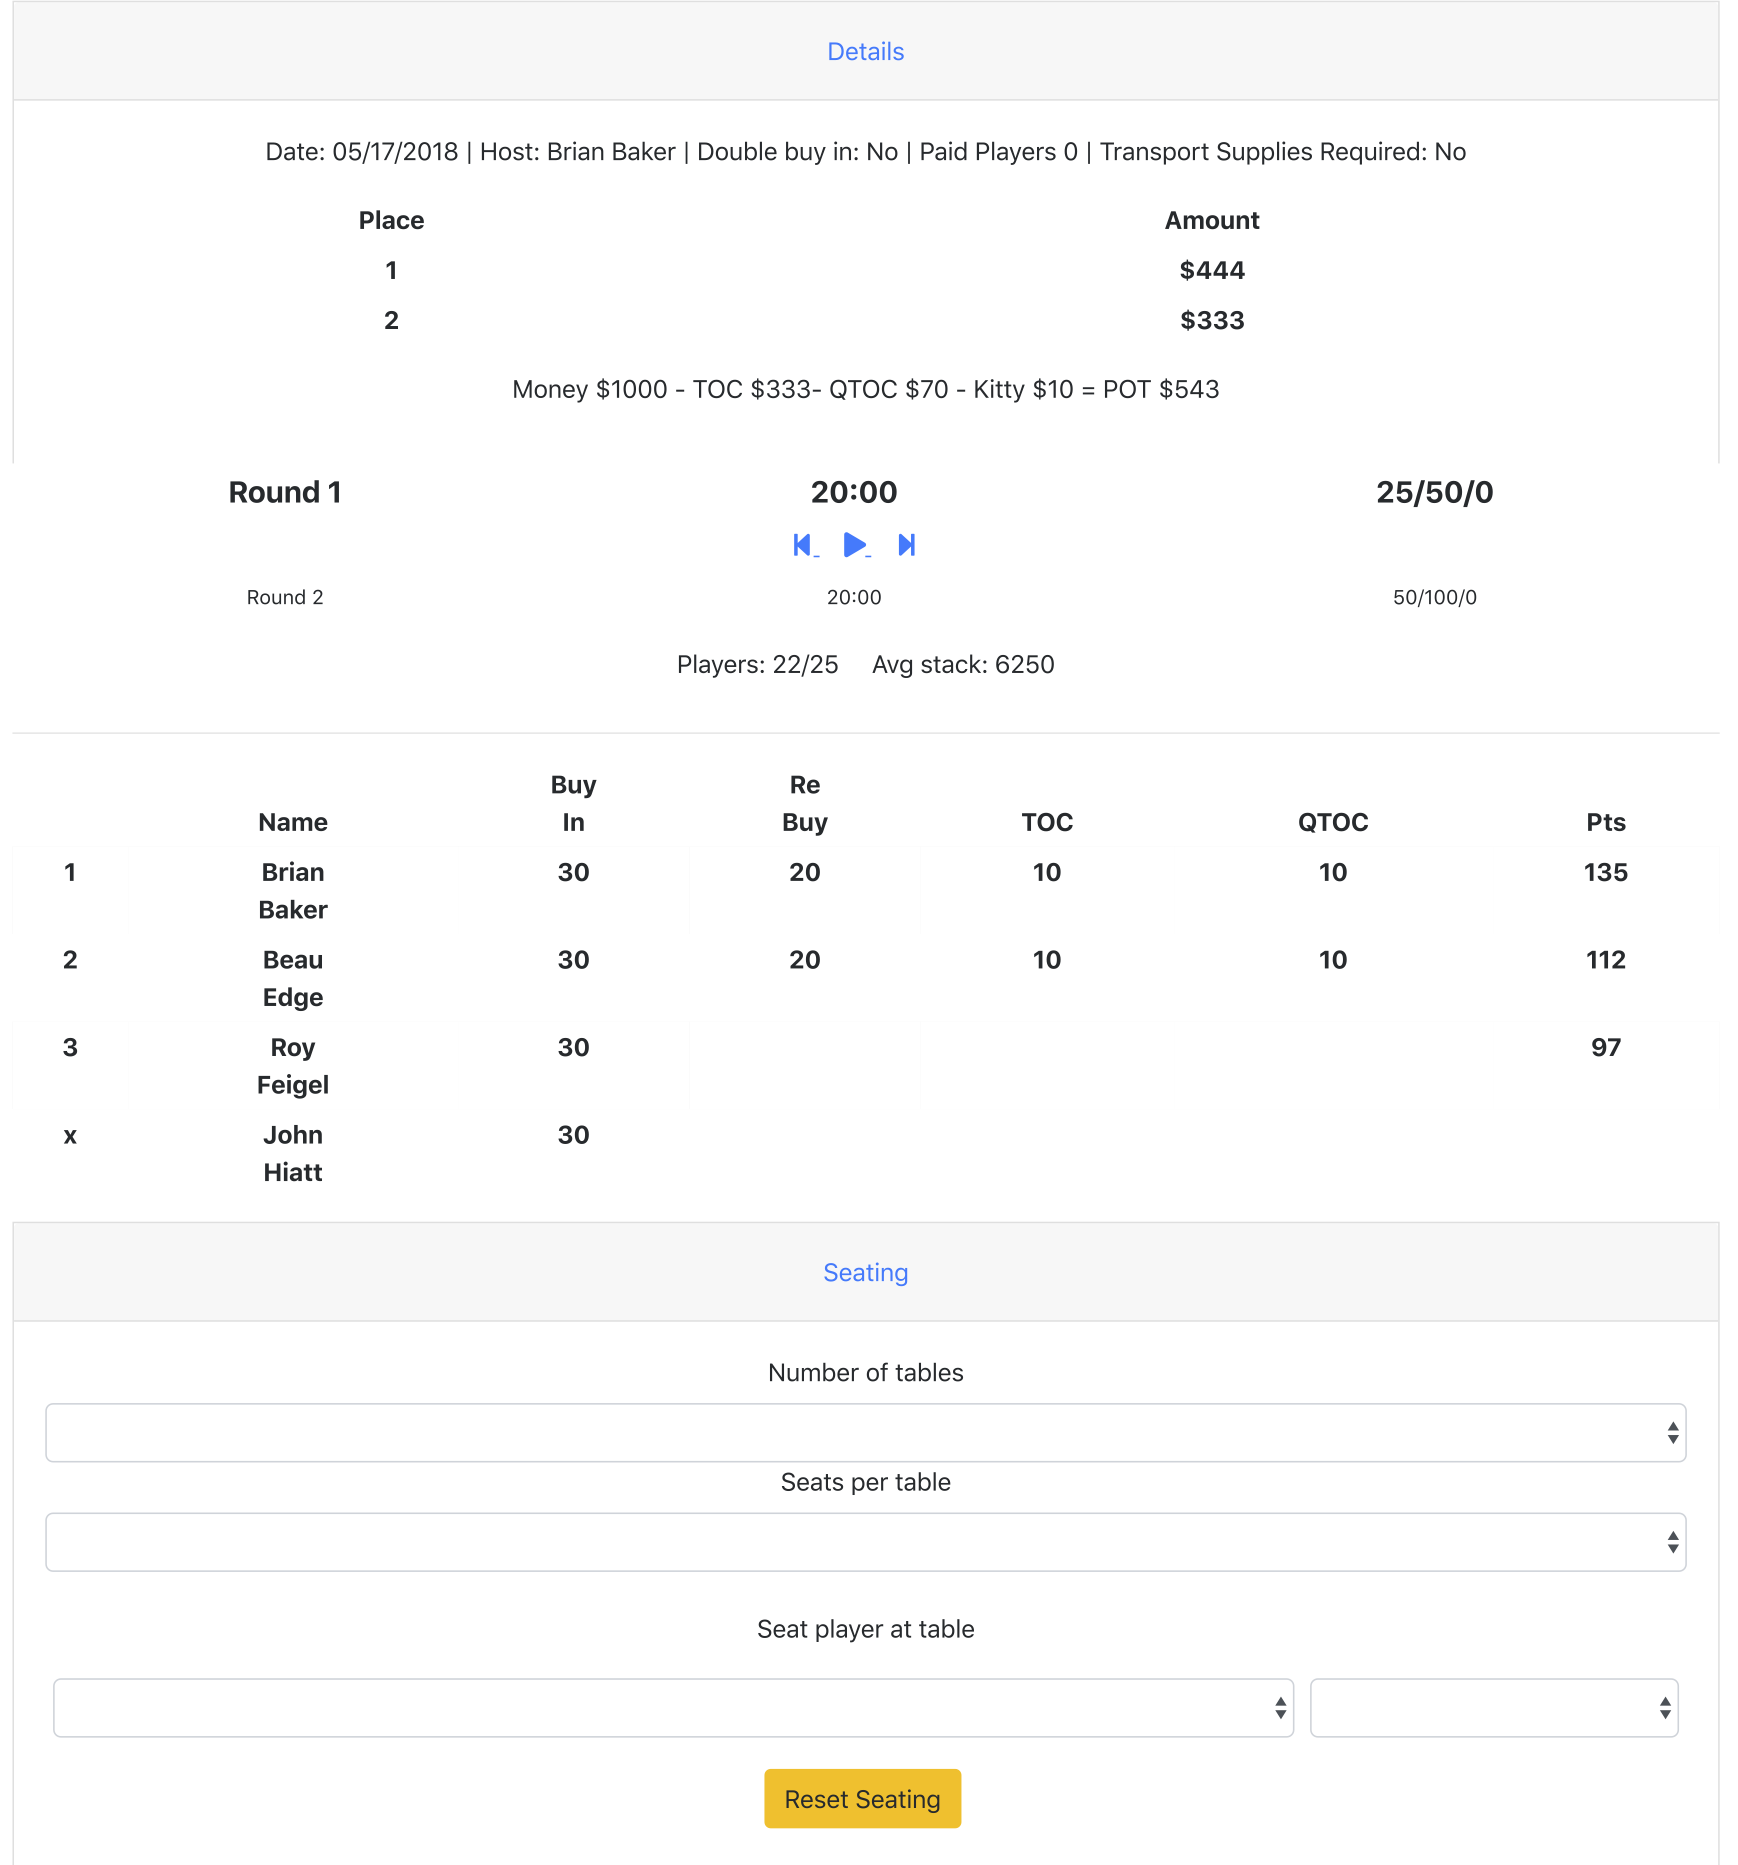 Details
Date: 05/17/2018 | Host: Brian Baker | Double buy in: No | Paid Players 0 | Transport Supplies Required: No
Place Amount
1 $444
2 $333
Money $1000 - TOC $333- QTOC $70 - Kitty $10 = POT $543
Round 1 20:00 25/50/0
Round 2 20:00 50/100/0
Players: 22/25 Avg stack: 6250
Buy Re
Name In Buy TOC QTOC Pts
1 Brian 30 20 10 10 135
Baker
2 Beau 30 20 10 10 112
Edge
3 Roy 30 97
Feigel
x John 30
Hiatt
Seating
Number of tables
Seats per table
Seat player at table
Reset Seating